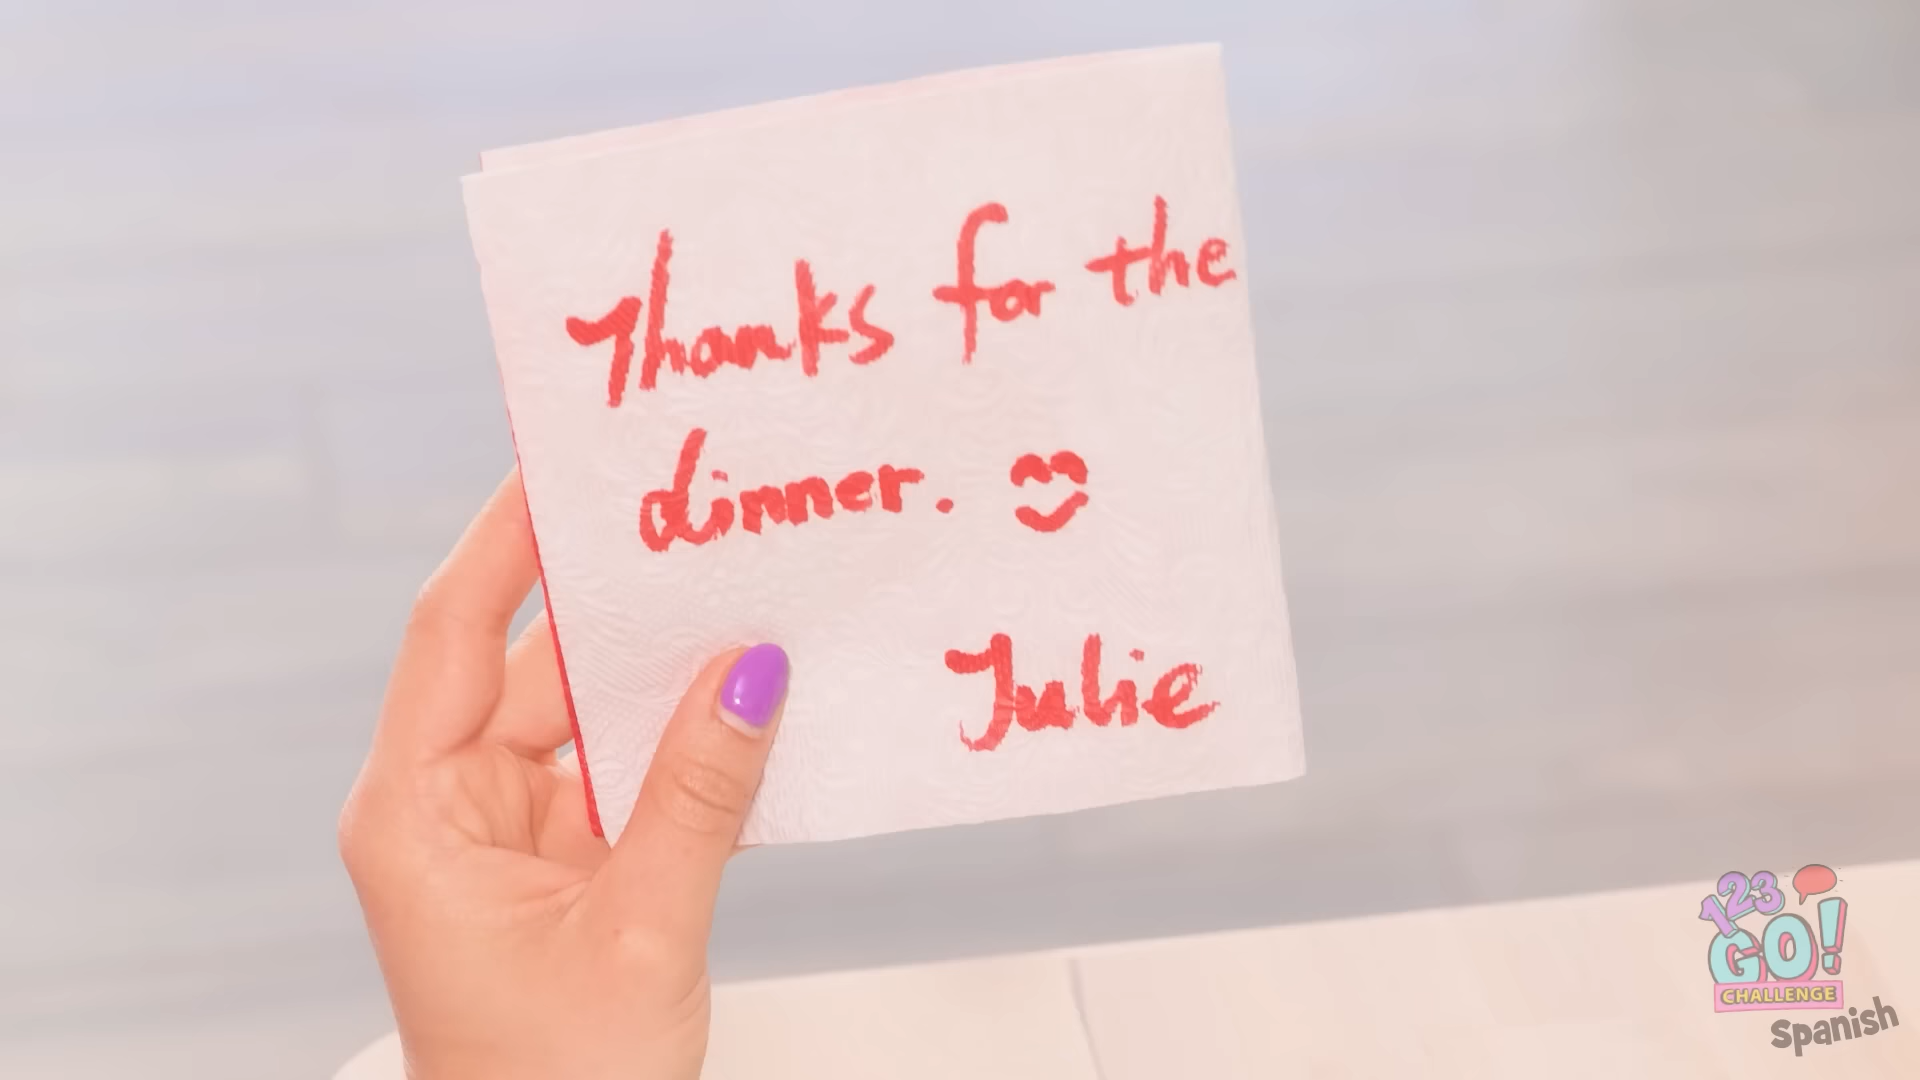 Thanks for the
dinner.
Julie
123
GO!
CHALLENGE
Spanish